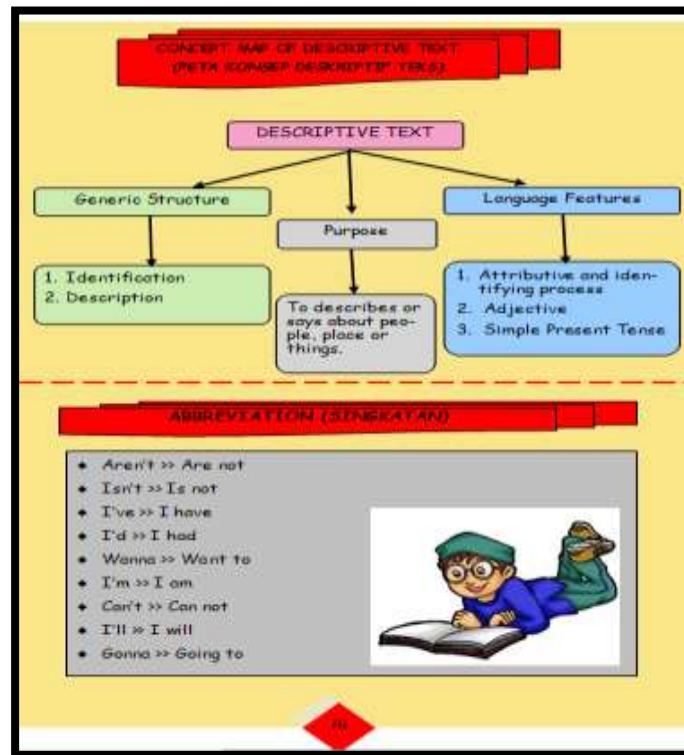 CONCEPT MAP OF DESCRIPTIVE TEXT
(PETA KONSEP DESKRIPTIF TEKS)
DESCRIPTIVE TEXT
Generic Structure
1. Identification
2. Description
Purpose
To describes or
says about peo-
ple, place or
things.
Language Features
1. Attributive and iden-
tifying process
2. Adjective
3. Simple Present Tense
ABBREVIATION (SINGKATAN)
◆ Aren't >> Are not
◆ Isn't >> Is not
◆ I've >> I have
◆ I'd >> I had
◆ Wanna >> Want to
◆ I'm >> I am
◆ Can't >> Can not
◆ I'll >> I will
◆ Gonna >> Going to